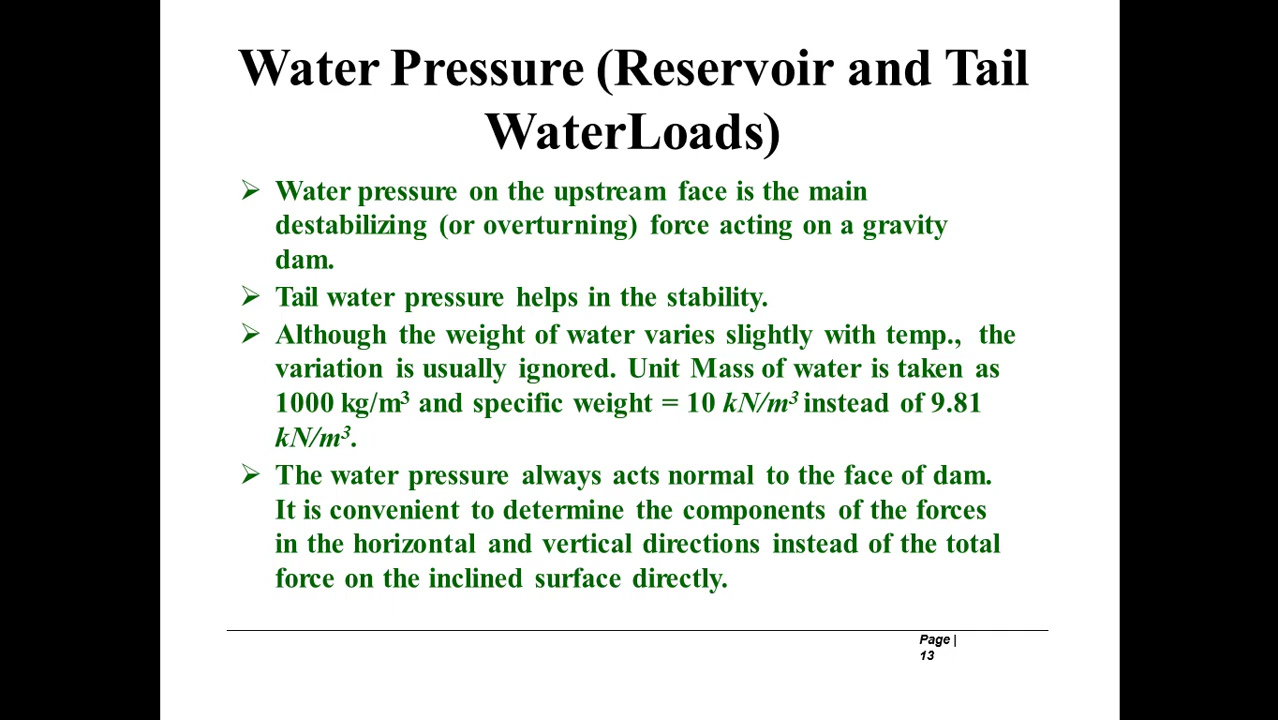 Water Pressure (Reservoir and Tail
WaterLoads)
➢ Water pressure on the upstream face is the main
destabilizing (or overturning) force acting on a gravity
dam.
➢ Tail water pressure helps in the stability.
➢ Although the weight of water varies slightly with temp., the
variation is usually ignored. Unit Mass of water is taken as
1000 kg/m³ and specific weight = 10 kN/m³ instead of 9.81
kN/m³.
➢ The water pressure always acts normal to the face of dam.
It is convenient to determine the components of the forces
in the horizontal and vertical directions instead of the total
force on the inclined surface directly.
Page |
13